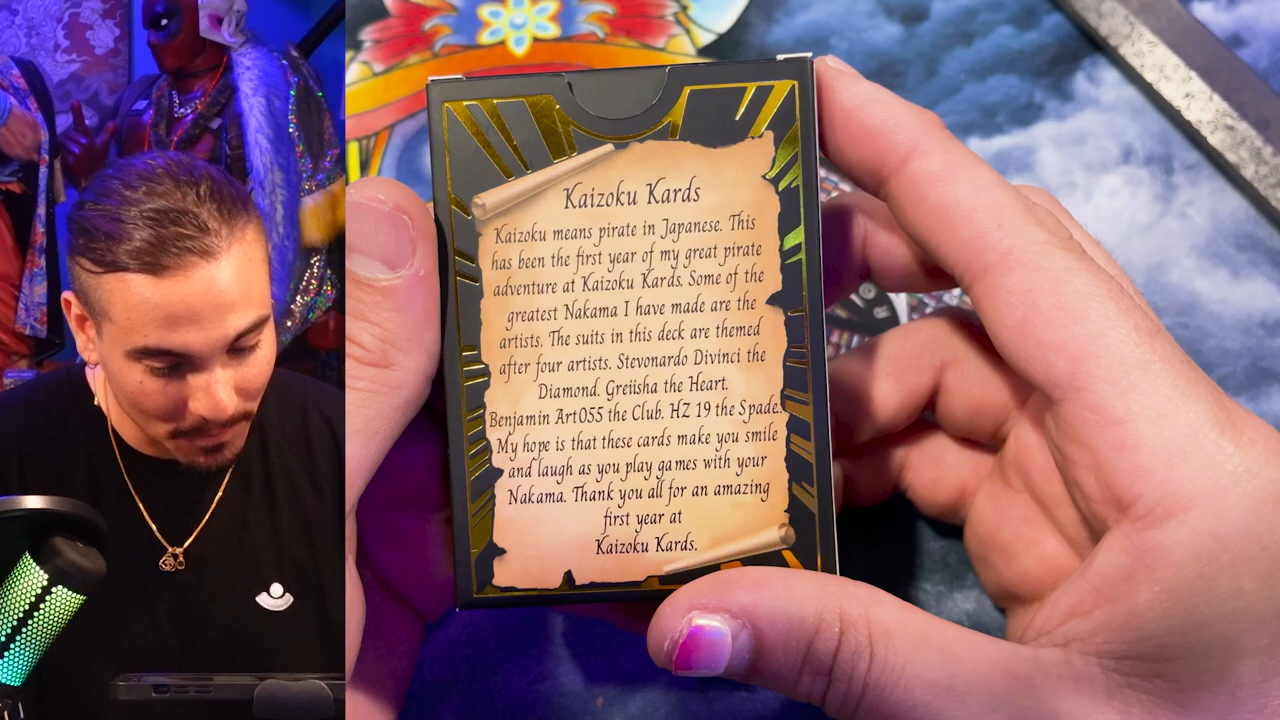 Kaizoku Kards
Kaizoku means pirate in Japanese. This
has been the first year of my great pirate
adventure at Kaizoku Kards. Some of the
greatest Nakama I have made are the
artists. The suits in this deck are themed
after four artists. Stevonardo Divinci the
Diamond. Greiisha the Heart.
Benjamin Art055 the Club. HZ 19 the Spade.
My hope is that these cards make you smile
and laugh as you play games with your
Nakama. Thank you all for an amazing
first year at
Kaizoku Kards.